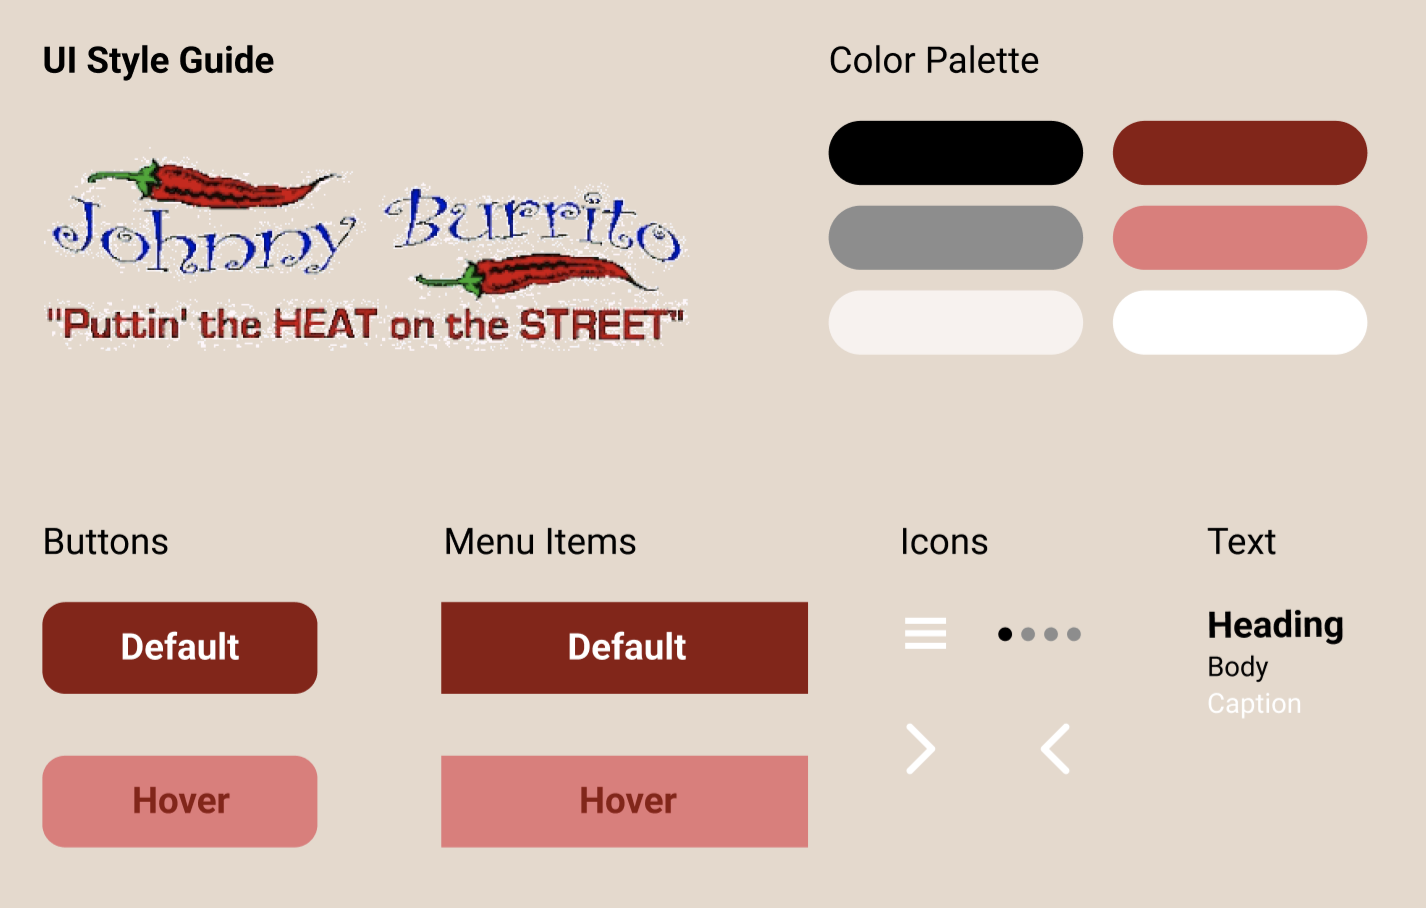 UI Style Guide
Color Palette
Johnny Burrito
"Puttin' the HEAT on the STREET"
Buttons
Menu Items
Icons
Text
Default
Default
Heading
Body
Caption
Hover
Hover